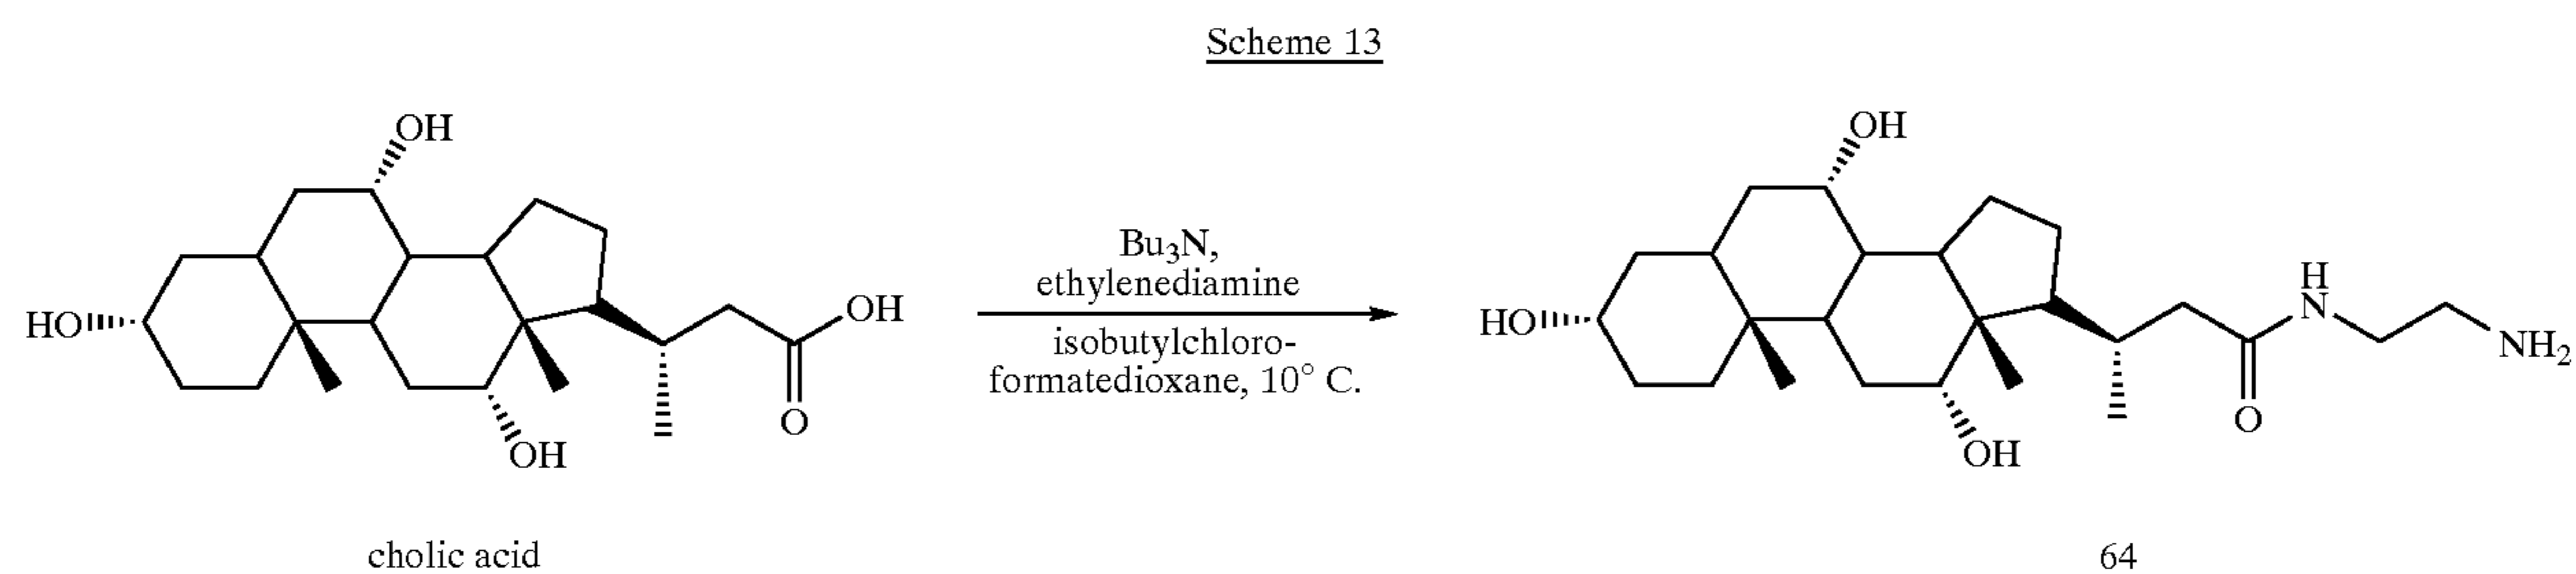 Scheme 13
OH
HO
OH
O
OH
cholic acid
Bu3N,
ethylenediamine
isobutylchloro-
formatedioxane, 10° C.
OH
HO
H
N
NH2
O
OH
64